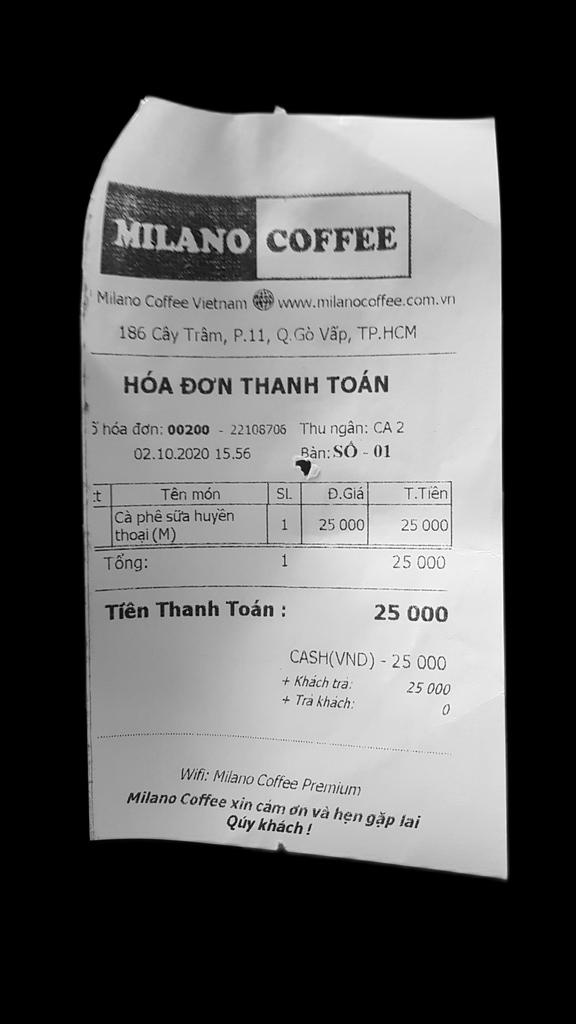 MILANO COFFEE
Milano Coffee Vietnam www.milanocoffee.com.vn
186 Cây Trâm, P.11, Q.Gò Vấp, TP.HCM
HÓA ĐƠN THANH TOÁN
hóa đơn: 00200 - 22108706 Thu ngân: CA 2
02.10.2020 15.56 Bàn: SỐ - 01
Tên món SL Đ.Giá T.Tiền
Cà phê sữa huyền 1 25 000 25 000
thoại (M)
Tổng: 1 25 000
Tiền Thanh Toán : 25 000
CASH(VND) - 25 000
+ Khách trả: 25 000
+ Trả khách: 0
Wifi: Milano Coffee Premium
Milano Coffee xin cảm ơn và hẹn gặp lại
Qúy khách !